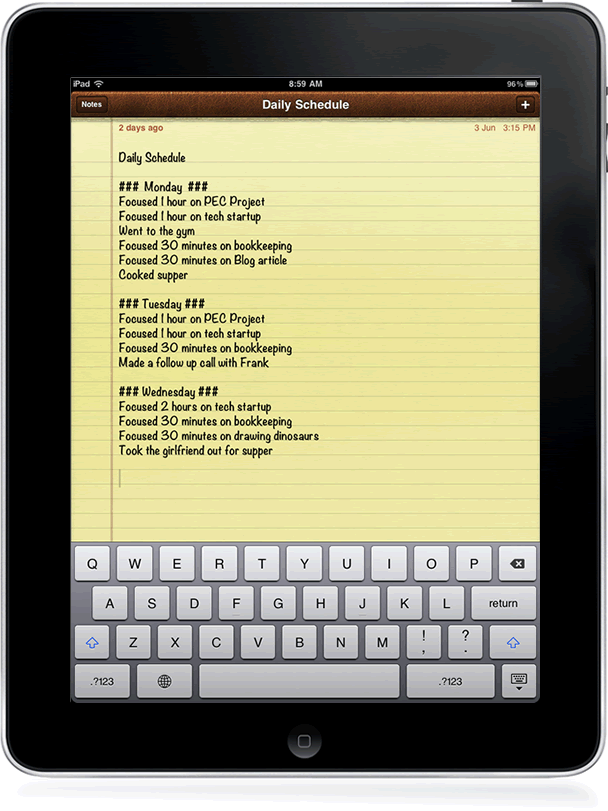 iPad 8:59 AM 96%
Notes Daily Schedule +
2 days ago 3 Jun 3:15 PM
Daily Schedule
### Monday ###
Focused 1 hour on PEC Project
Focused 1 hour on tech startup
Went to the gym
Focused 30 minutes on bookkeeping
Focused 30 minutes on Blog article
Cooked supper
### Tuesday ###
Focused 1 hour on PEC Project
Focused 1 hour on tech startup
Focused 30 minutes on bookkeeping
Made a follow up call with Frank
### Wednesday ###
Focused 2 hours on tech startup
Focused 30 minutes on bookkeeping
Focused 30 minutes on drawing dinosaurs
Took the girlfriend out for supper
Q W E R T Y U I O P
A S D F G H J K L return
Z X C V B N M ! , ? .
.?123 .?123